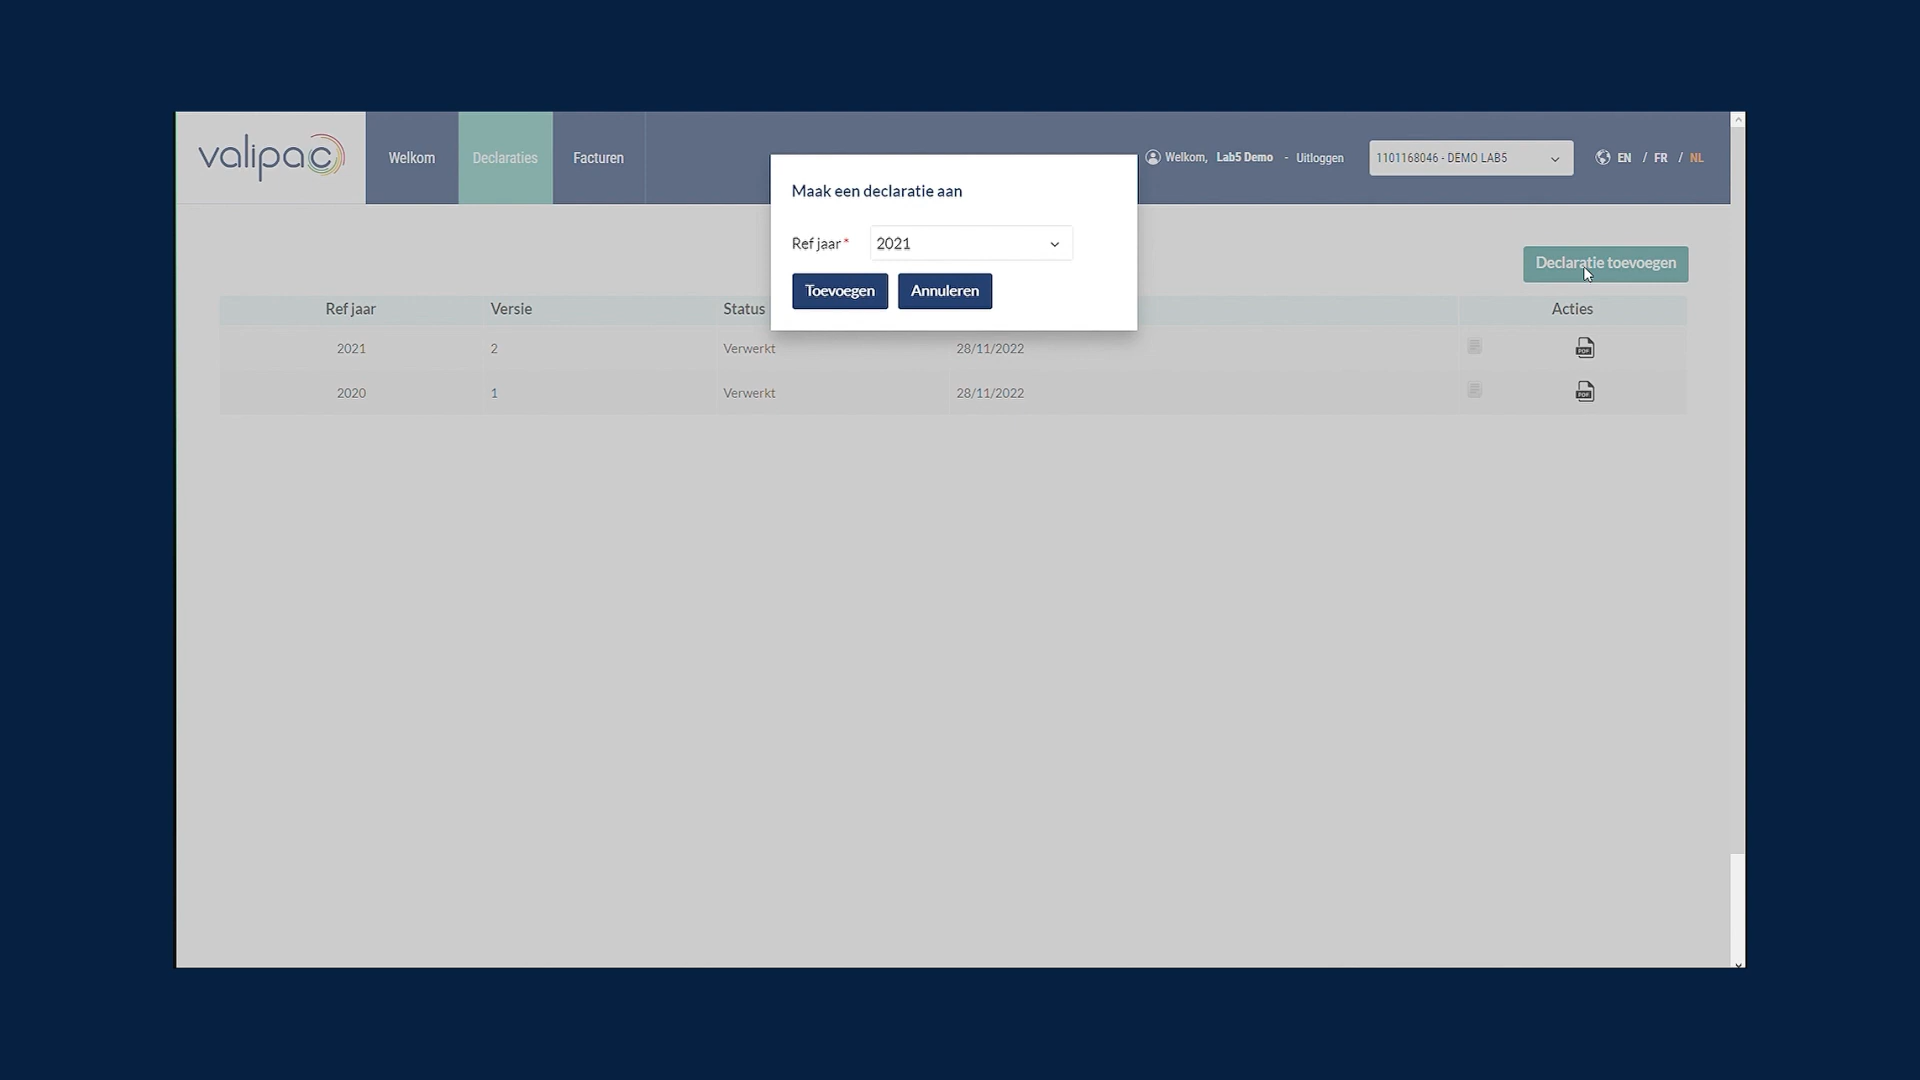 valipac
Welkom
Declaraties
Facturen
Welkom, Lab5 Demo - Uitloggen
1101168046 - DEMO LAB5
EN / FR / NL
Maak een declaratie aan
Ref jaar* 2021
Toevoegen Annuleren
Declaratie toevoegen
Ref jaar Versie Status Acties
2021 2 Verwerkt 28/11/2022 PDF
2020 1 Verwerkt 28/11/2022 PDF